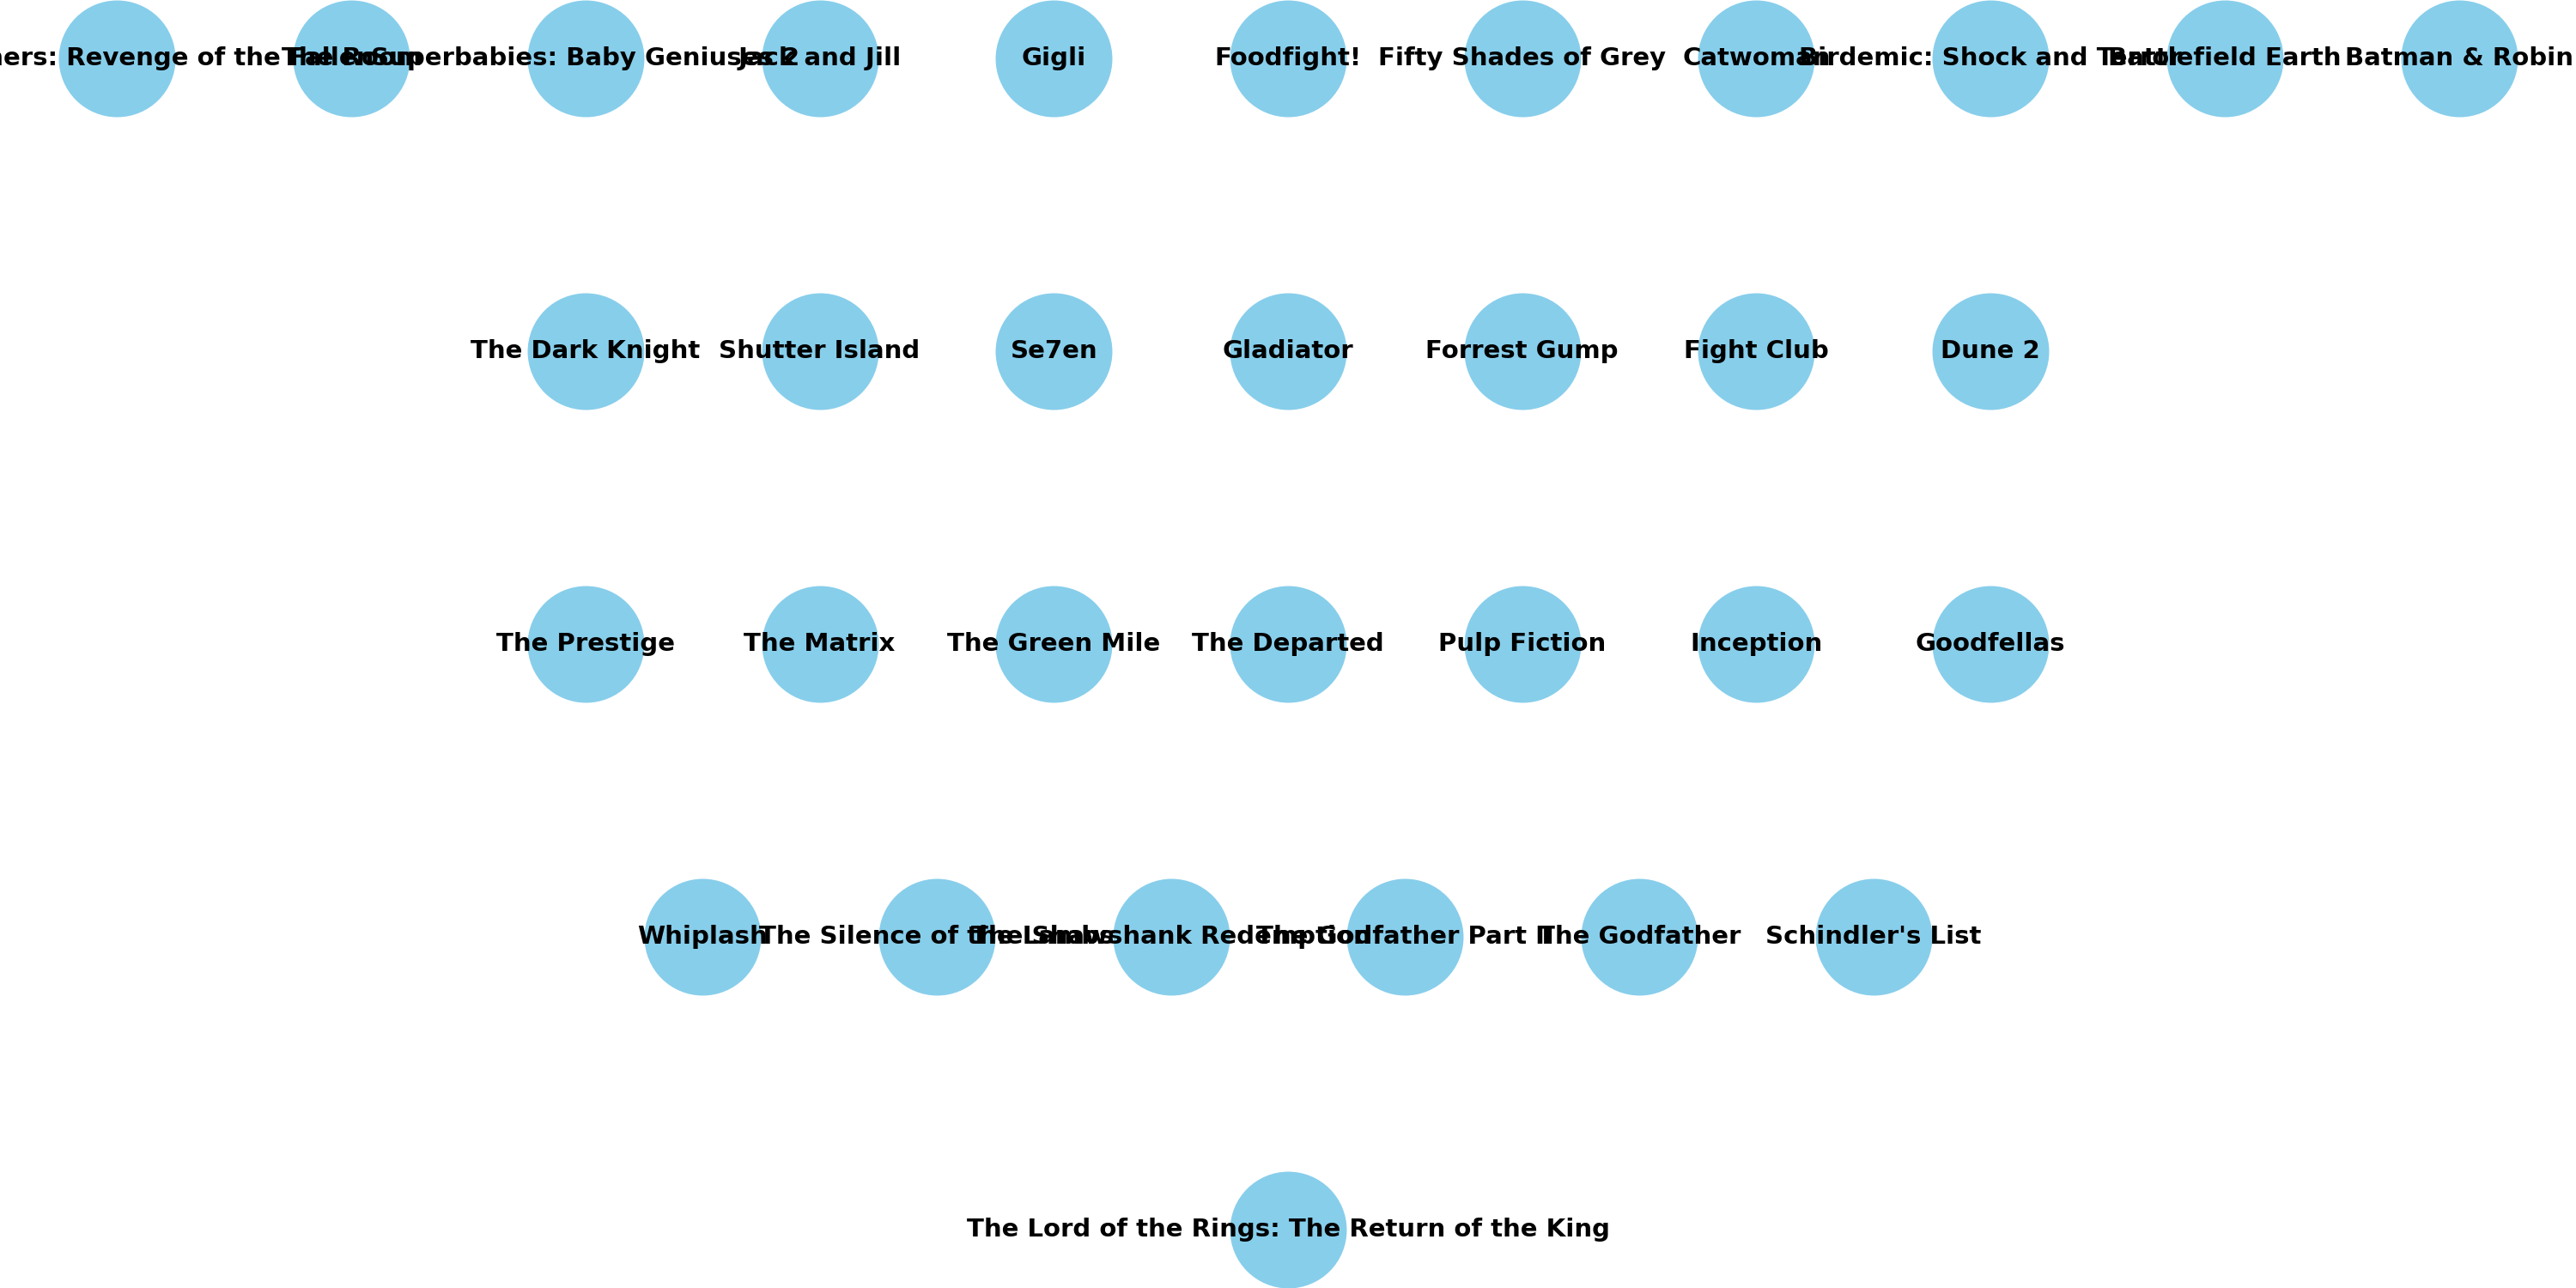 ners: Revenge of the Fallen
The Room
Superbabies: Baby Geniuses 2
Jack and Jill
Gigli
Foodfight!
Fifty Shades of Grey
Catwoman
Birdemic: Shock and Terror
Battlefield Earth
Batman & Robin
The Dark Knight
Shutter Island
Se7en
Gladiator
Forrest Gump
Fight Club
Dune 2
The Prestige
The Matrix
The Green Mile
The Departed
Pulp Fiction
Inception
Goodfellas
Whiplash
The Silence of the Lambs
The Shawshank Redemption
The Godfather Part II
The Godfather
Schindler's List
The Lord of the Rings: The Return of the King